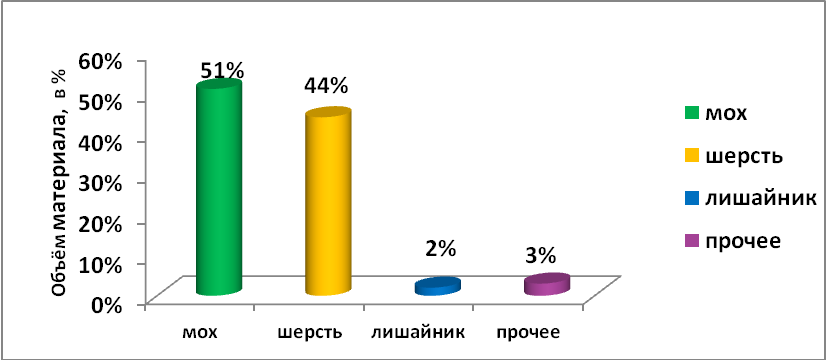 Объём материала, в %
60%
50%
40%
30%
20%
10%
0%
51%
44%
2%
3%
мох
шерсть
лишайник
прочее
мох
шерсть
лишайник
прочее